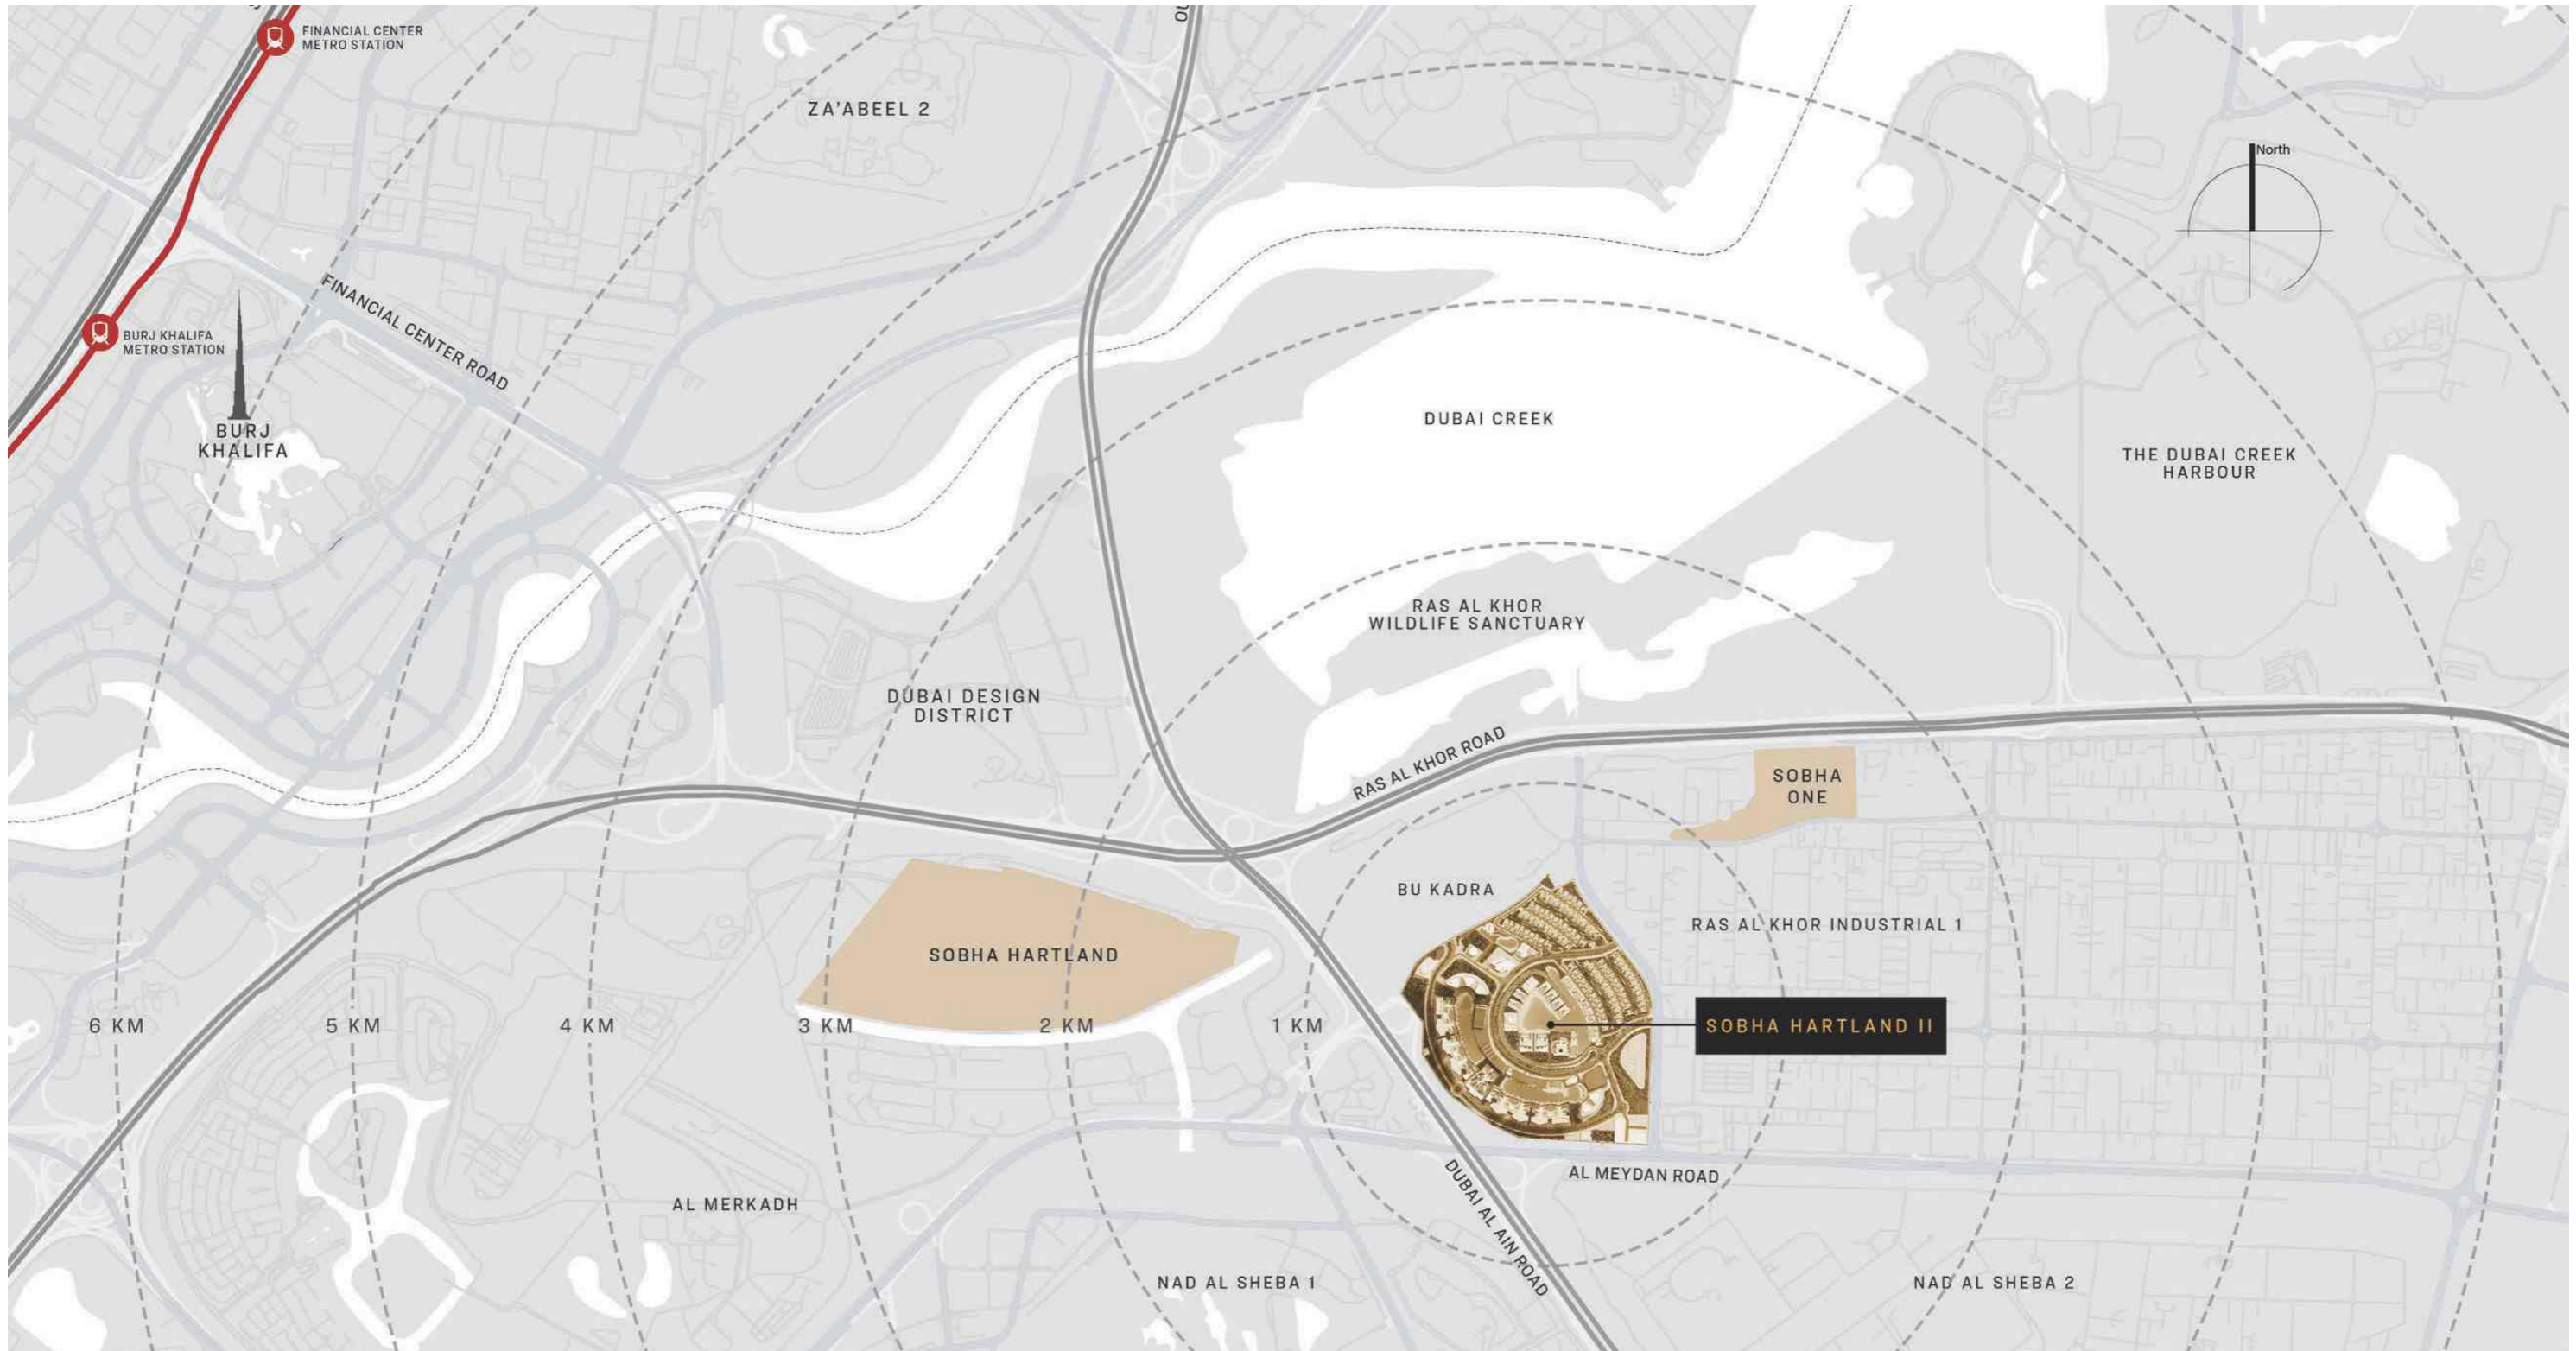 FINANCIAL CENTER
METRO STATION
ZA'ABEEL 2
North
FINANCIAL CENTER ROAD
BURJ KHALIFA
METRO STATION
BURJ
KHALIFA
DUBAI CREEK
THE DUBAI CREEK
HARBOUR
RAS AL KHOR
WILDLIFE SANCTUARY
DUBAI DESIGN
DISTRICT
RAS AL KHOR ROAD
SOBHA
ONE
BU KADRA
RAS AL KHOR INDUSTRIAL 1
SOBHA HARTLAND
6 KM
5 KM
4 KM
3 KM
2 KM
1 KM
SOBHA HARTLAND II
AL MEYDAN ROAD
DUBAI AL AIN ROAD
AL MERKADH
NAD AL SHEBA 1
NAD AL SHEBA 2